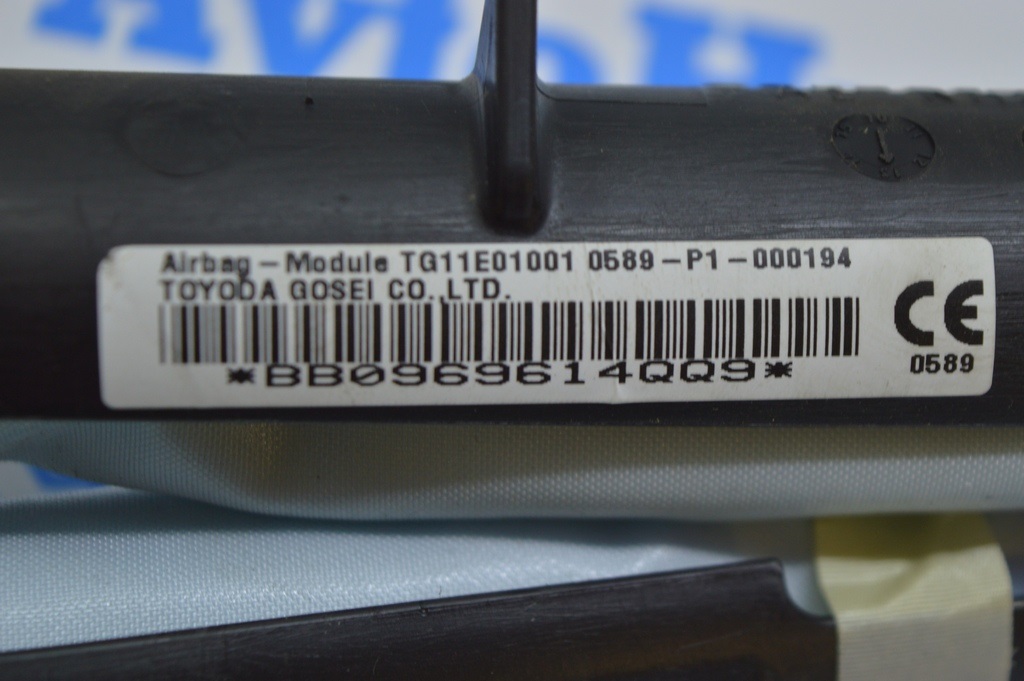 Airbag-Module TG11E01001 0589-P1-000194
TOYODA GOSEI CO.,LTD.
*BB0969614QQ9*
CE
0589